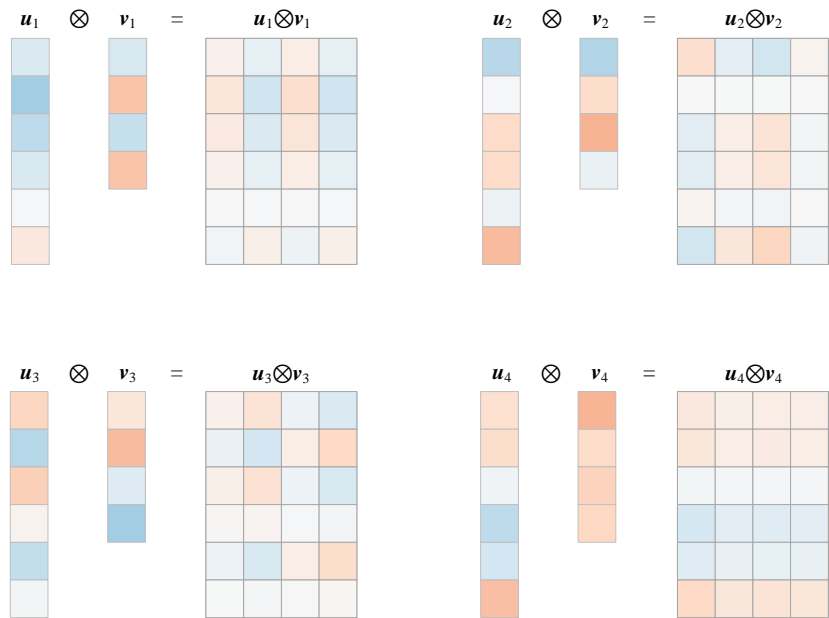 u₁ ⊗ v₁ = u₁⊗v₁
u₂ ⊗ v₂ = u₂⊗v₂
u₃ ⊗ v₃ = u₃⊗v₃
u₄ ⊗ v₄ = u₄⊗v₄